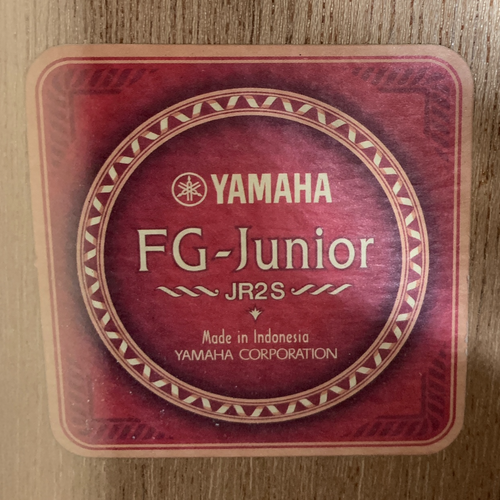 YAMAHA
FG-Junior
JR2S
Made in Indonesia
YAMAHA CORPORATION